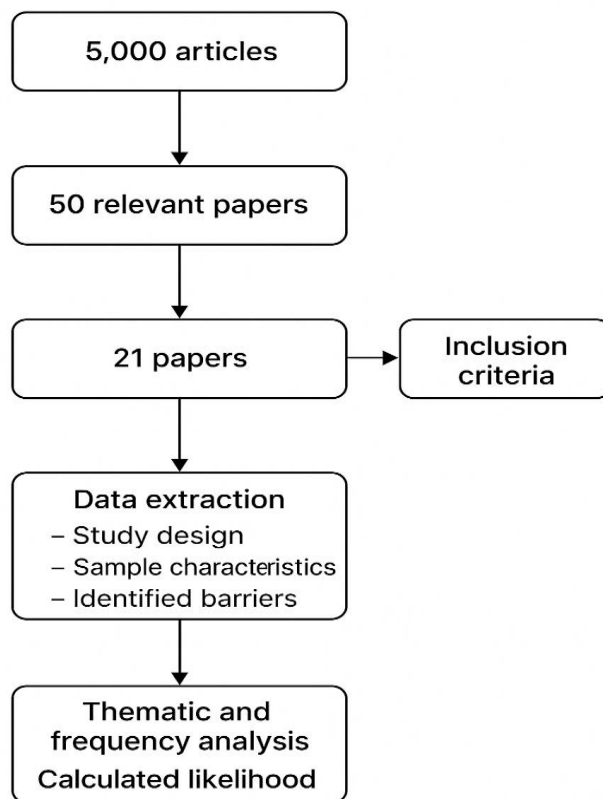 5,000 articles
50 relevant papers
21 papers
Inclusion
criteria
Data extraction
– Study design
– Sample characteristics
– Identified barriers
Thematic and
frequency analysis
Calculated likelihood